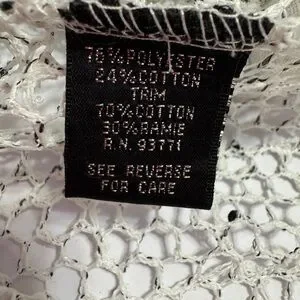 76%POLYESTER
24%COTTON
TRIM
70%COTTON
30%RAMIE
R.N. 93771
SEE REVERSE
FOR CARE